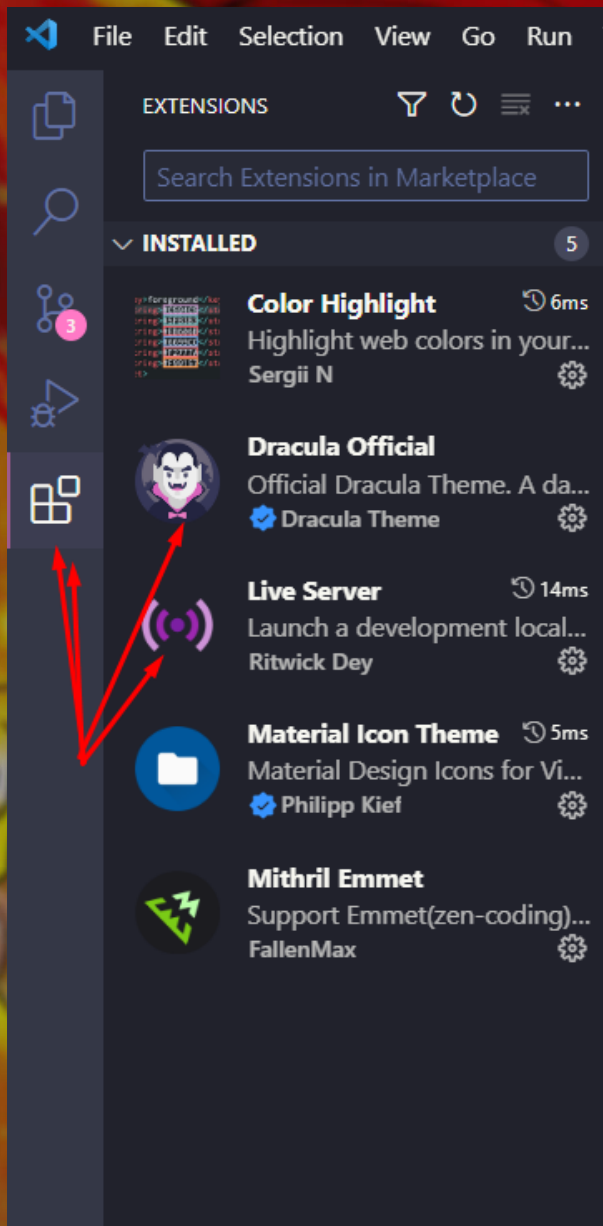 File Edit Selection View Go Run
EXTENSIONS
Search Extensions in Marketplace
INSTALLED 5
3
Color Highlight 6ms
Highlight web colors in your...
Sergii N
Dracula Official
Official Dracula Theme. A da...
Dracula Theme
Live Server 14ms
Launch a development local...
Ritwick Dey
Material Icon Theme 5ms
Material Design Icons for Vi...
Philipp Kief
Mithril Emmet
Support Emmet(zen-coding)...
FallenMax